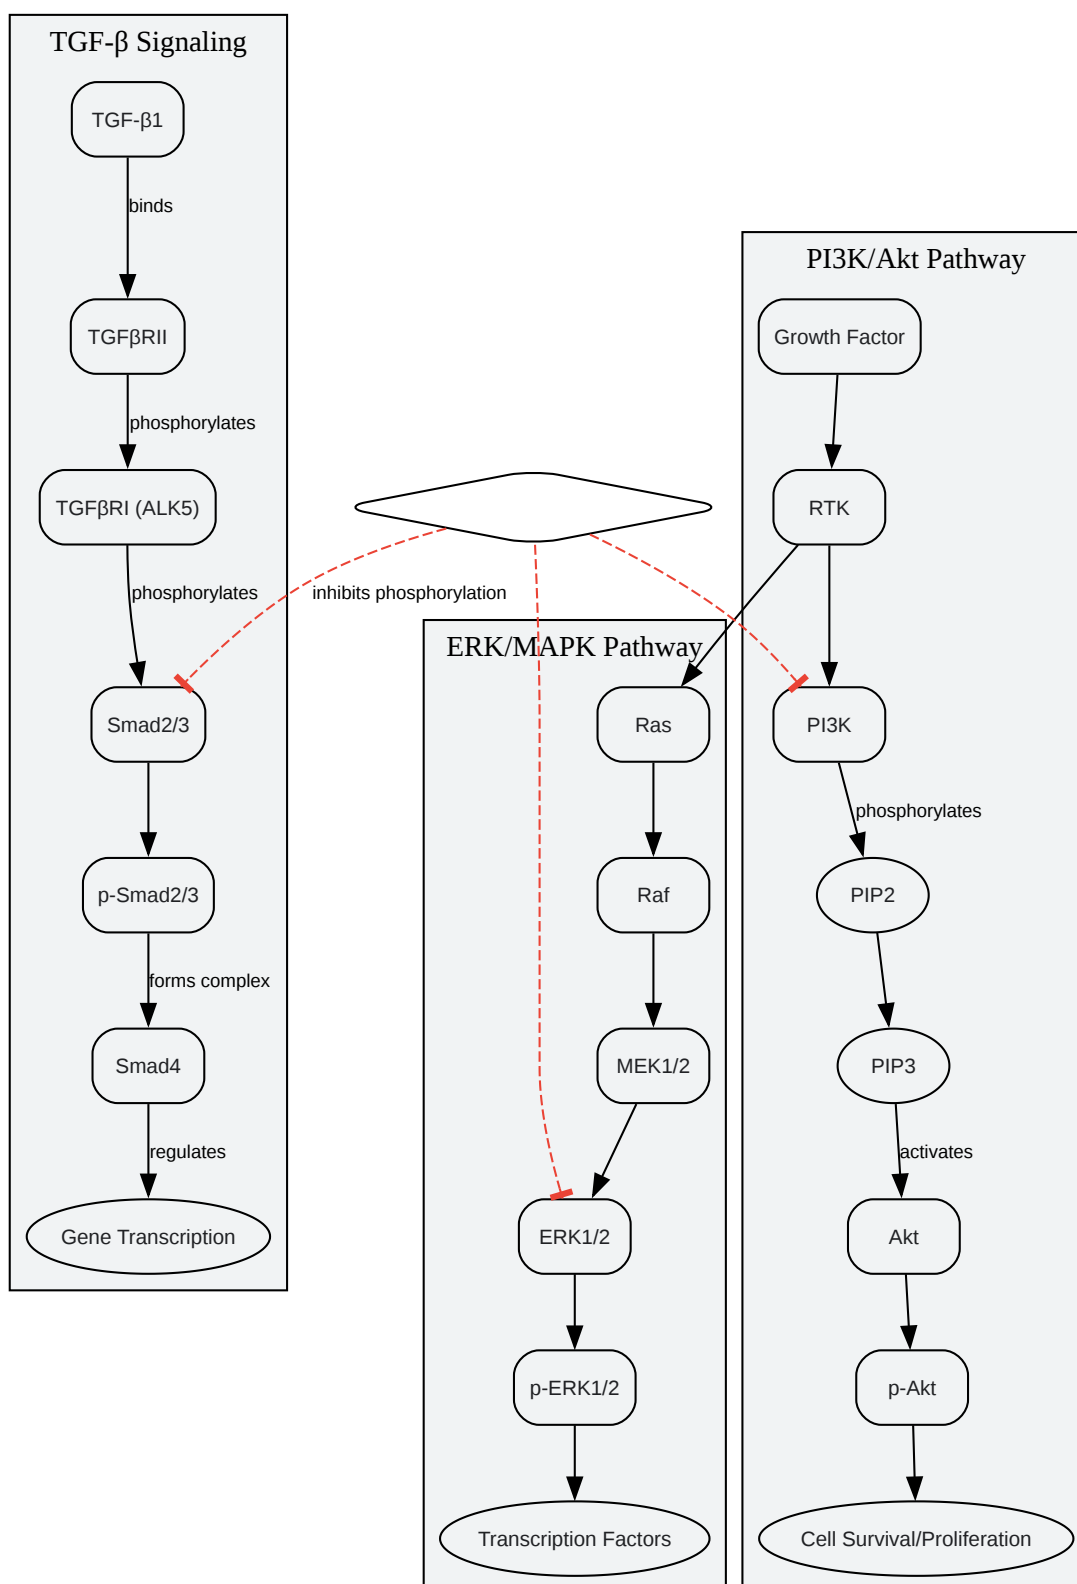 TGF-β Signaling
TGF-β1
binds
TGFβRII
phosphorylates
TGFβRI (ALK5)
phosphorylates
Smad2/3
p-Smad2/3
forms complex
Smad4
regulates
Gene Transcription
inhibits phosphorylation
ERK/MAPK Pathway
Ras
Raf
MEK1/2
ERK1/2
p-ERK1/2
Transcription Factors
PI3K/Akt Pathway
Growth Factor
RTK
PI3K
phosphorylates
PIP2
PIP3
activates
Akt
p-Akt
Cell Survival/Proliferation